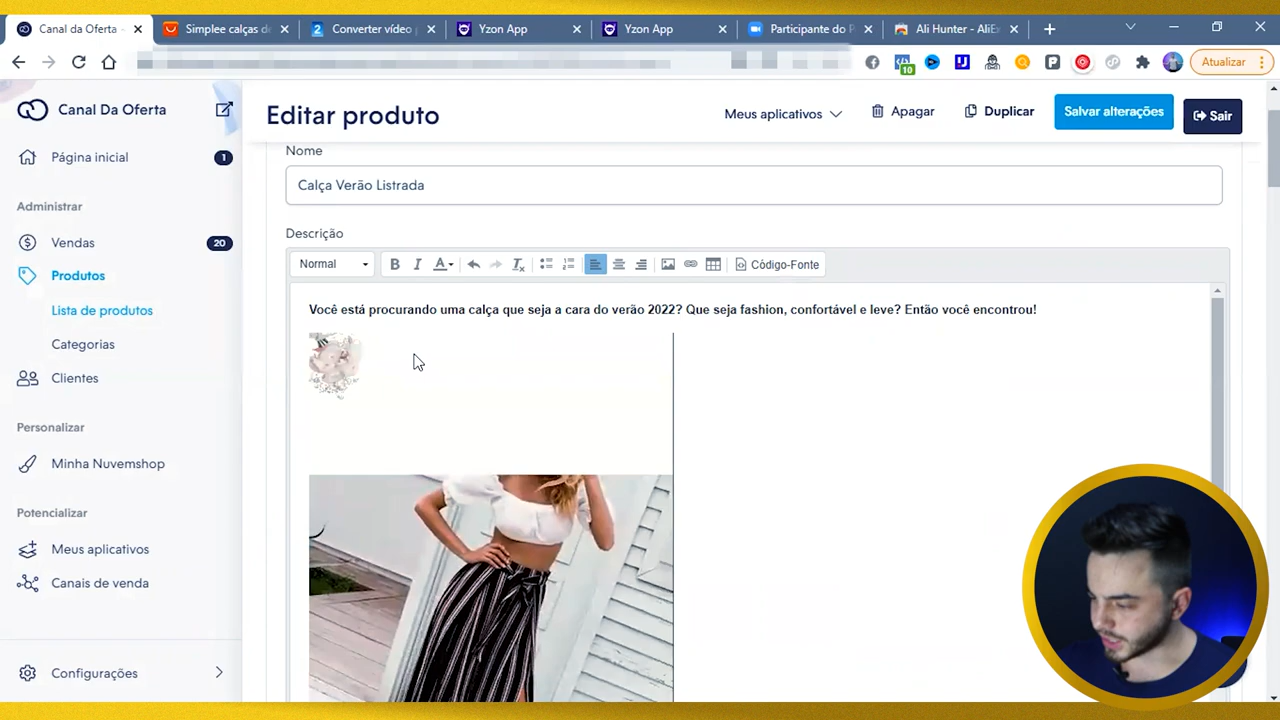 Canal da Oferta -
Simplee calças de
Converter vídeo
Yzon App
Yzon App
Participante do P
Ali Hunter - AliEx
10
Atualizar
Canal Da Oferta
Página inicial
1
Administrar
Vendas
20
Produtos
Lista de produtos
Categorias
Clientes
Personalizar
Minha Nuvemshop
Potencializar
Meus aplicativos
Canais de venda
Configurações
Editar produto
Meus aplicativos
Apagar
Duplicar
Salvar alterações
Sair
Nome
Calça Verão Listrada
Descrição
Normal
B I A
Código-Fonte
Você está procurando uma calça que seja a cara do verão 2022? Que seja fashion, confortável e leve? Então você encontrou!